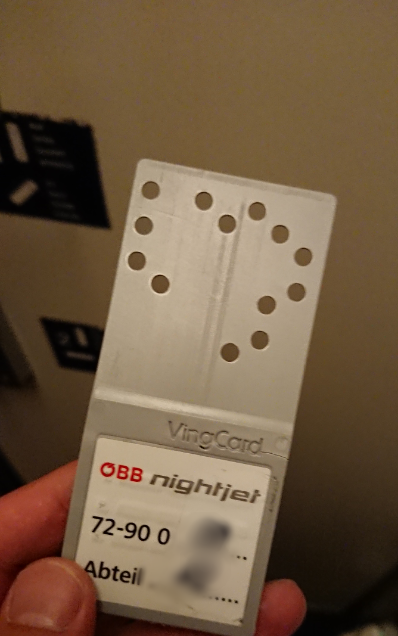 VingCard
ÖBB nightjet
72-90 0
Abteil